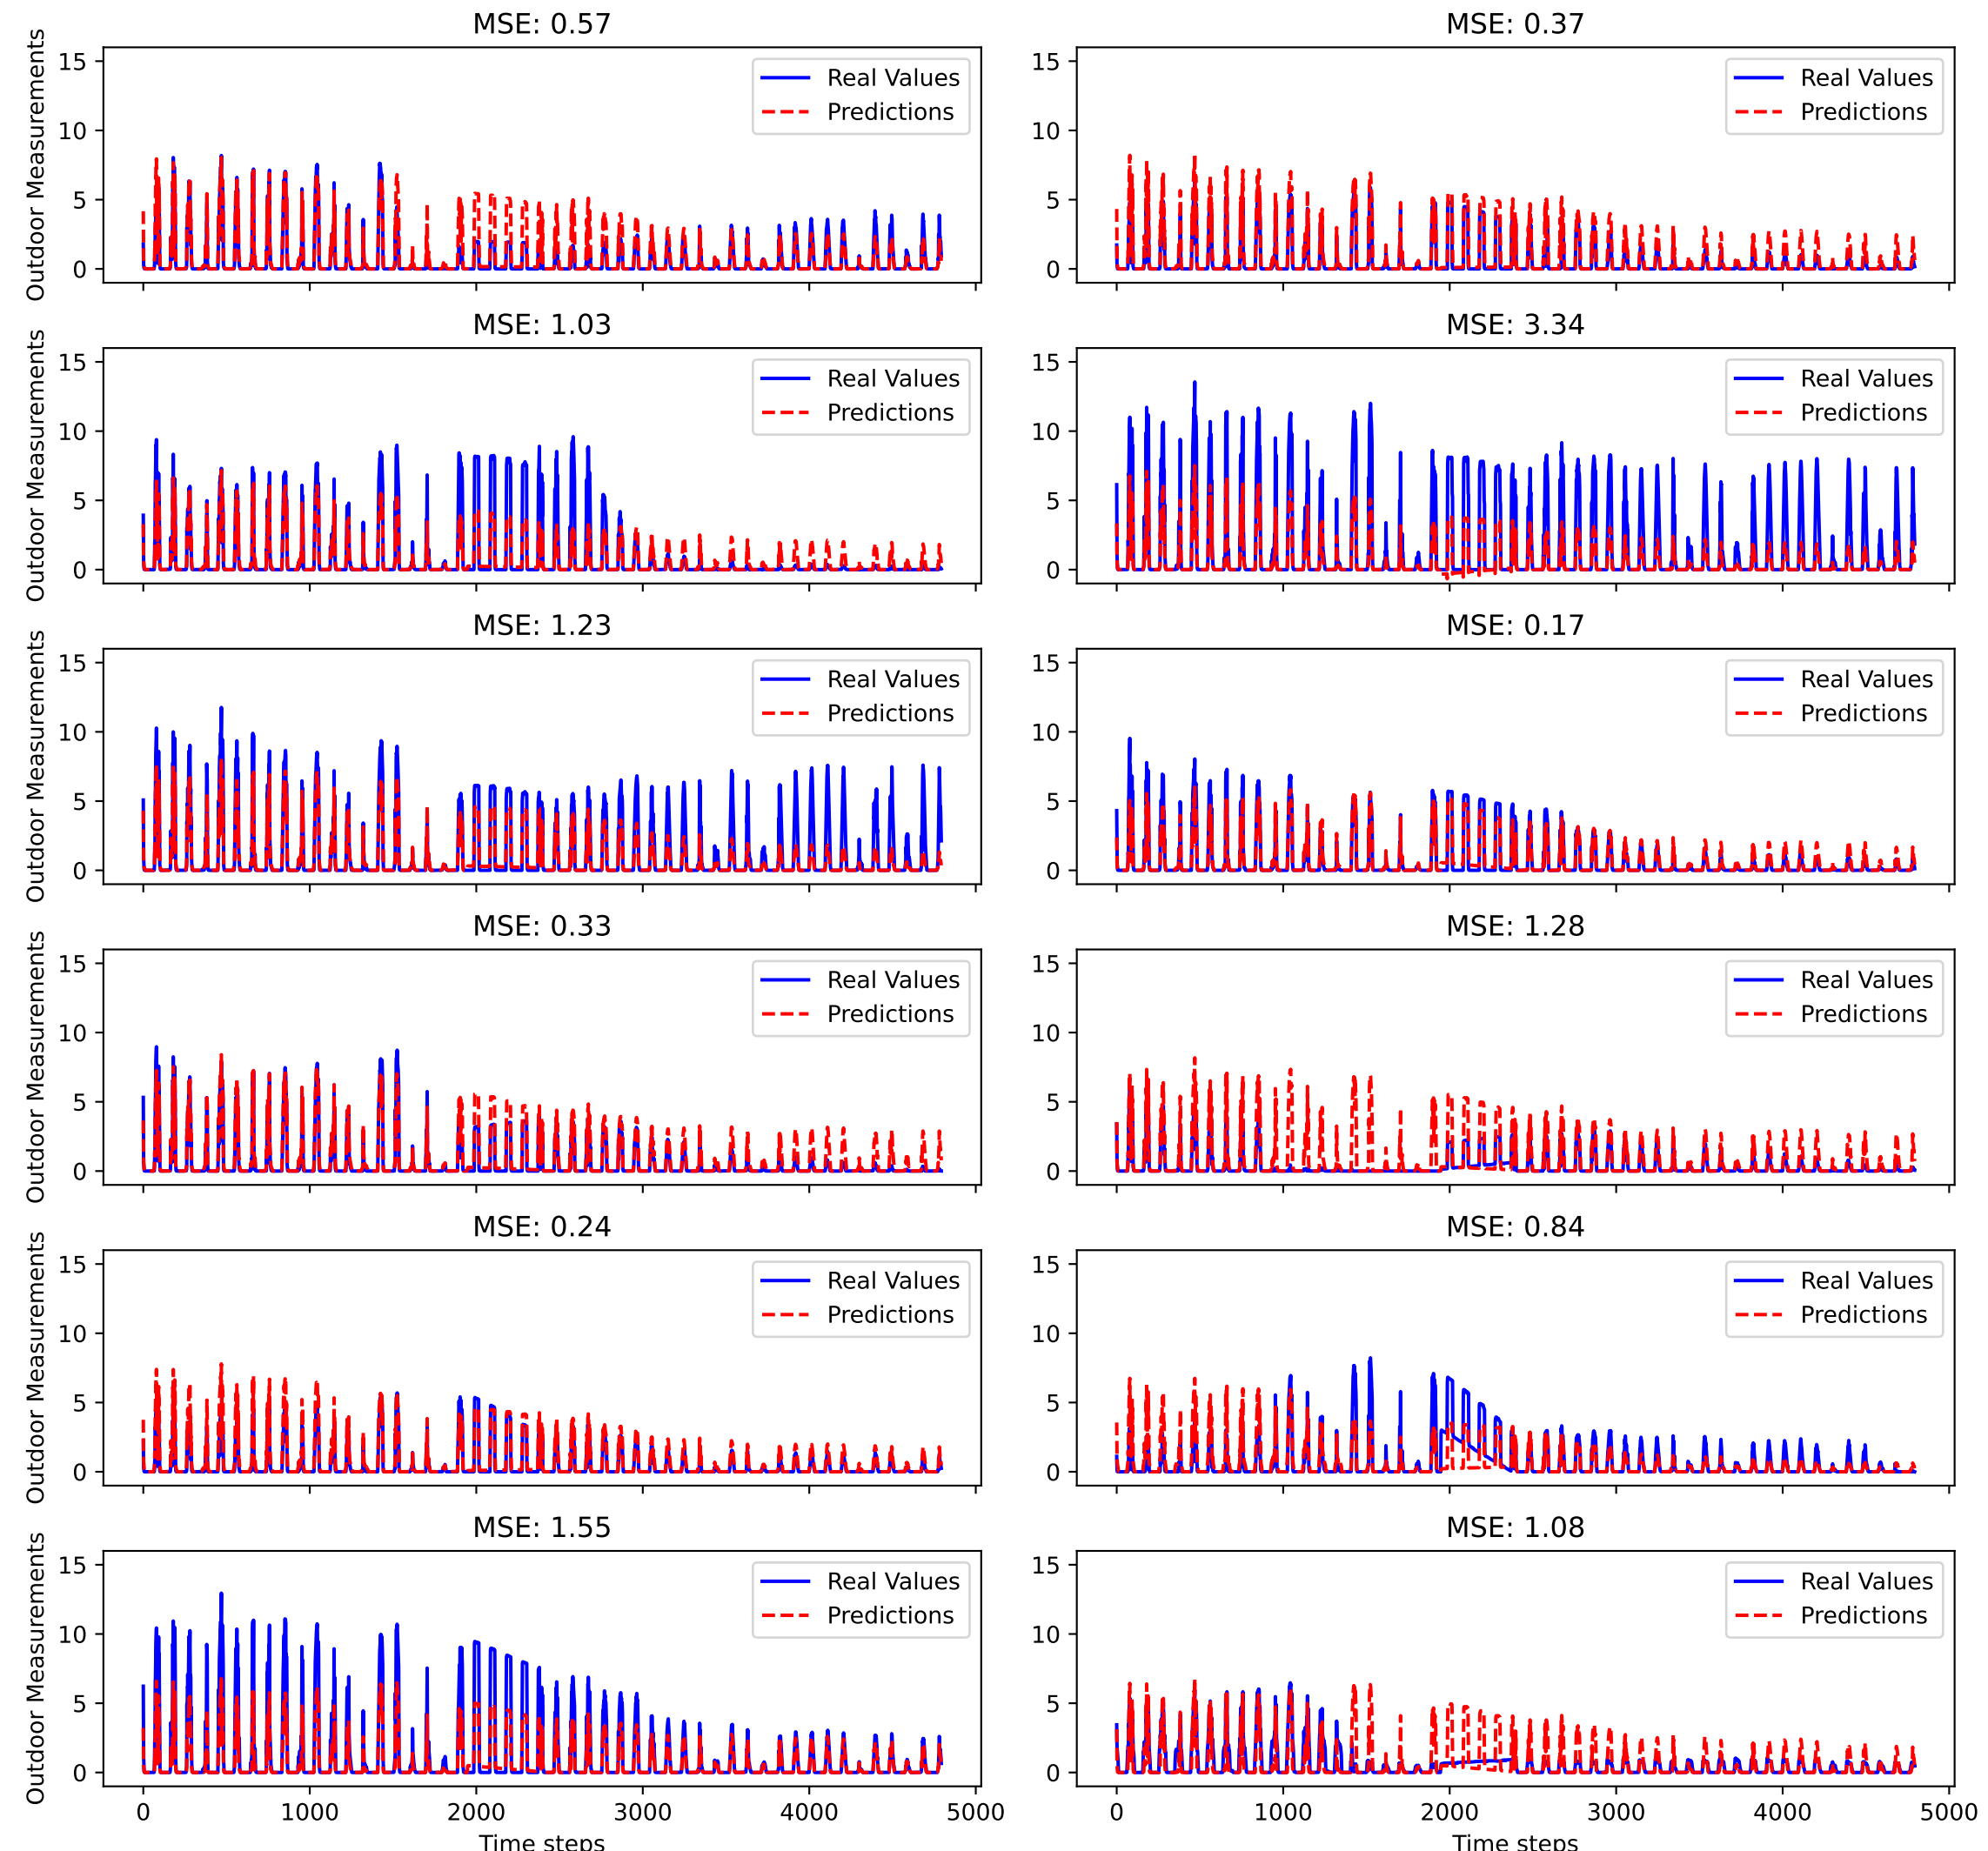 MSE: 0.57
MSE: 0.37
Outdoor Measurements
15
10
5
0
Real Values
Predictions
15
10
5
0
Real Values
Predictions
MSE: 1.03
MSE: 3.34
Outdoor Measurements
15
10
5
0
Real Values
Predictions
15
10
5
0
Real Values
Predictions
MSE: 1.23
MSE: 0.17
Outdoor Measurements
15
10
5
0
Real Values
Predictions
15
10
5
0
Real Values
Predictions
MSE: 0.33
MSE: 1.28
Outdoor Measurements
15
10
5
0
Real Values
Predictions
15
10
5
0
Real Values
Predictions
MSE: 0.24
MSE: 0.84
Outdoor Measurements
15
10
5
0
Real Values
Predictions
15
10
5
0
Real Values
Predictions
MSE: 1.55
MSE: 1.08
Outdoor Measurements
15
10
5
0
Real Values
Predictions
15
10
5
0
Real Values
Predictions
0 1000 2000 3000 4000 5000
0 1000 2000 3000 4000 5000
Time steps
Time steps